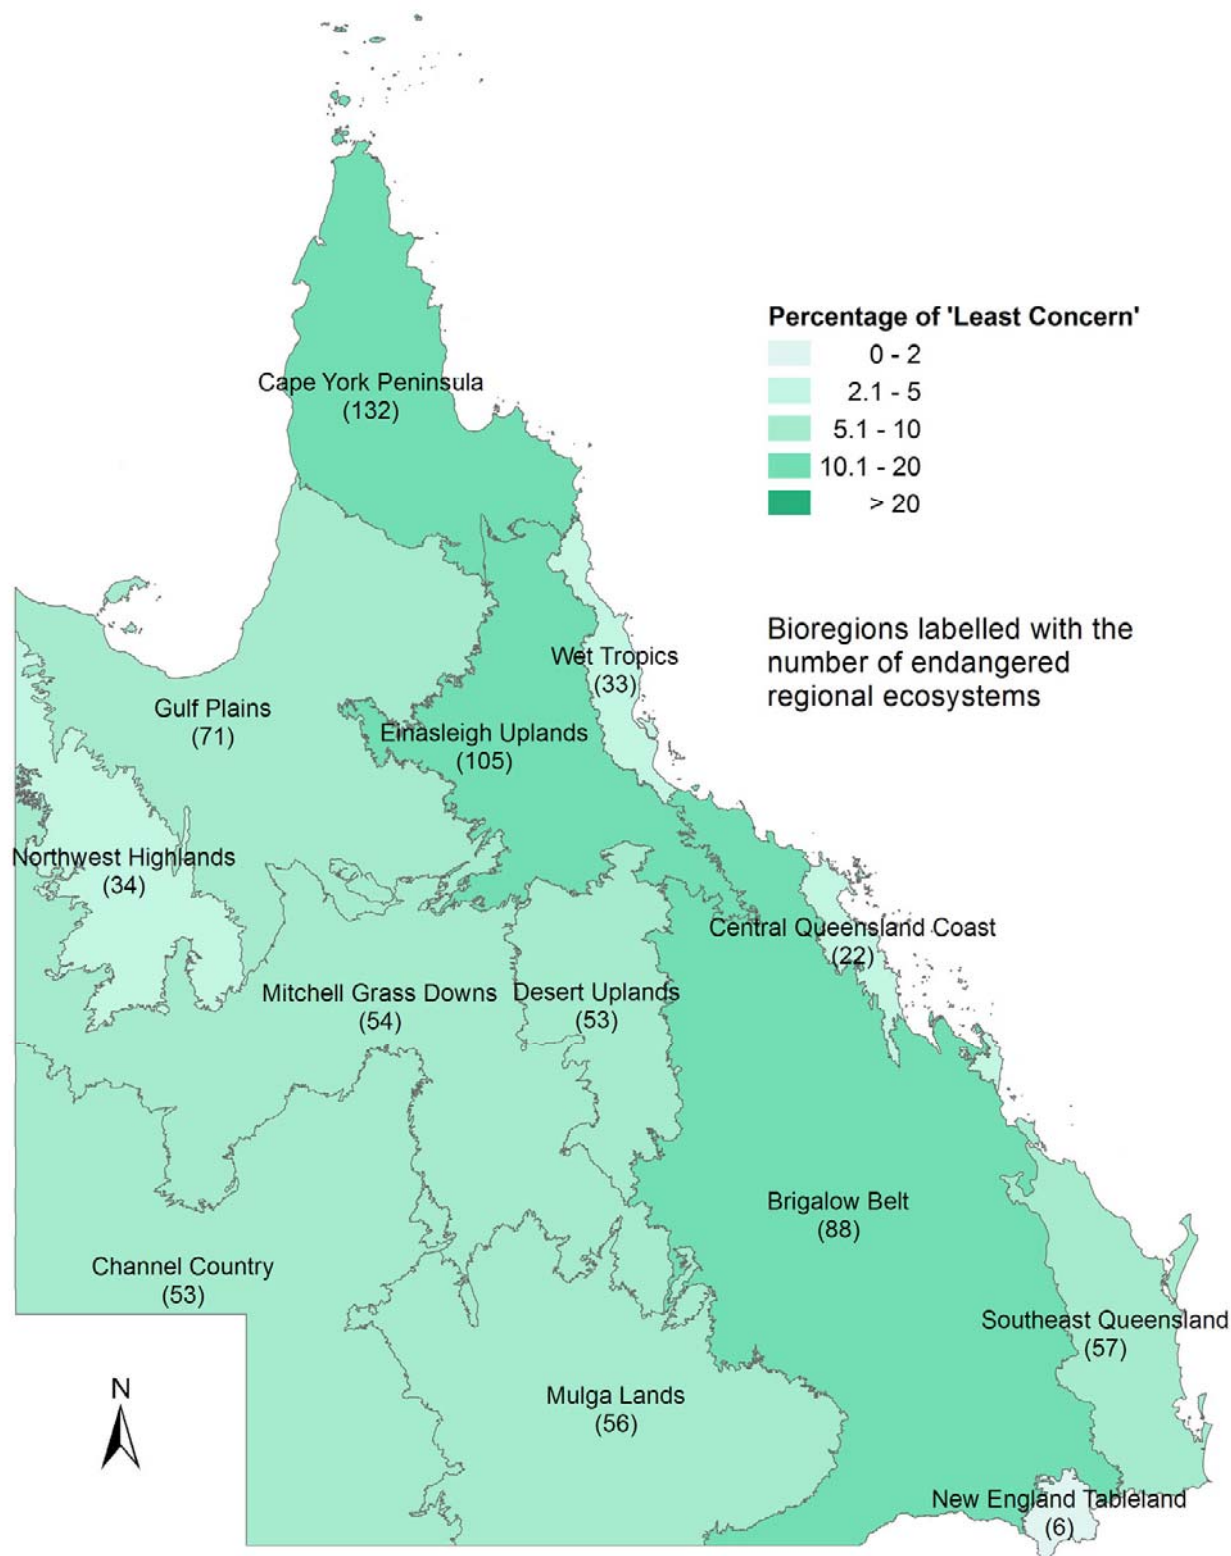 Percentage of 'Least Concern'
0 - 2
2.1 - 5
5.1 - 10
10.1 - 20
> 20
Cape York Peninsula
(132)
Bioregions labelled with the
number of endangered
regional ecosystems
Wet Tropics
(33)
Gulf Plains
(71)
Einasleigh Uplands
(105)
Northwest Highlands
(34)
Central Queensland Coast
(22)
Mitchell Grass Downs
(54)
Desert Uplands
(53)
Brigalow Belt
(88)
Channel Country
(53)
Southeast Queensland
(57)
N
Mulga Lands
(56)
New England Tableland
(6)